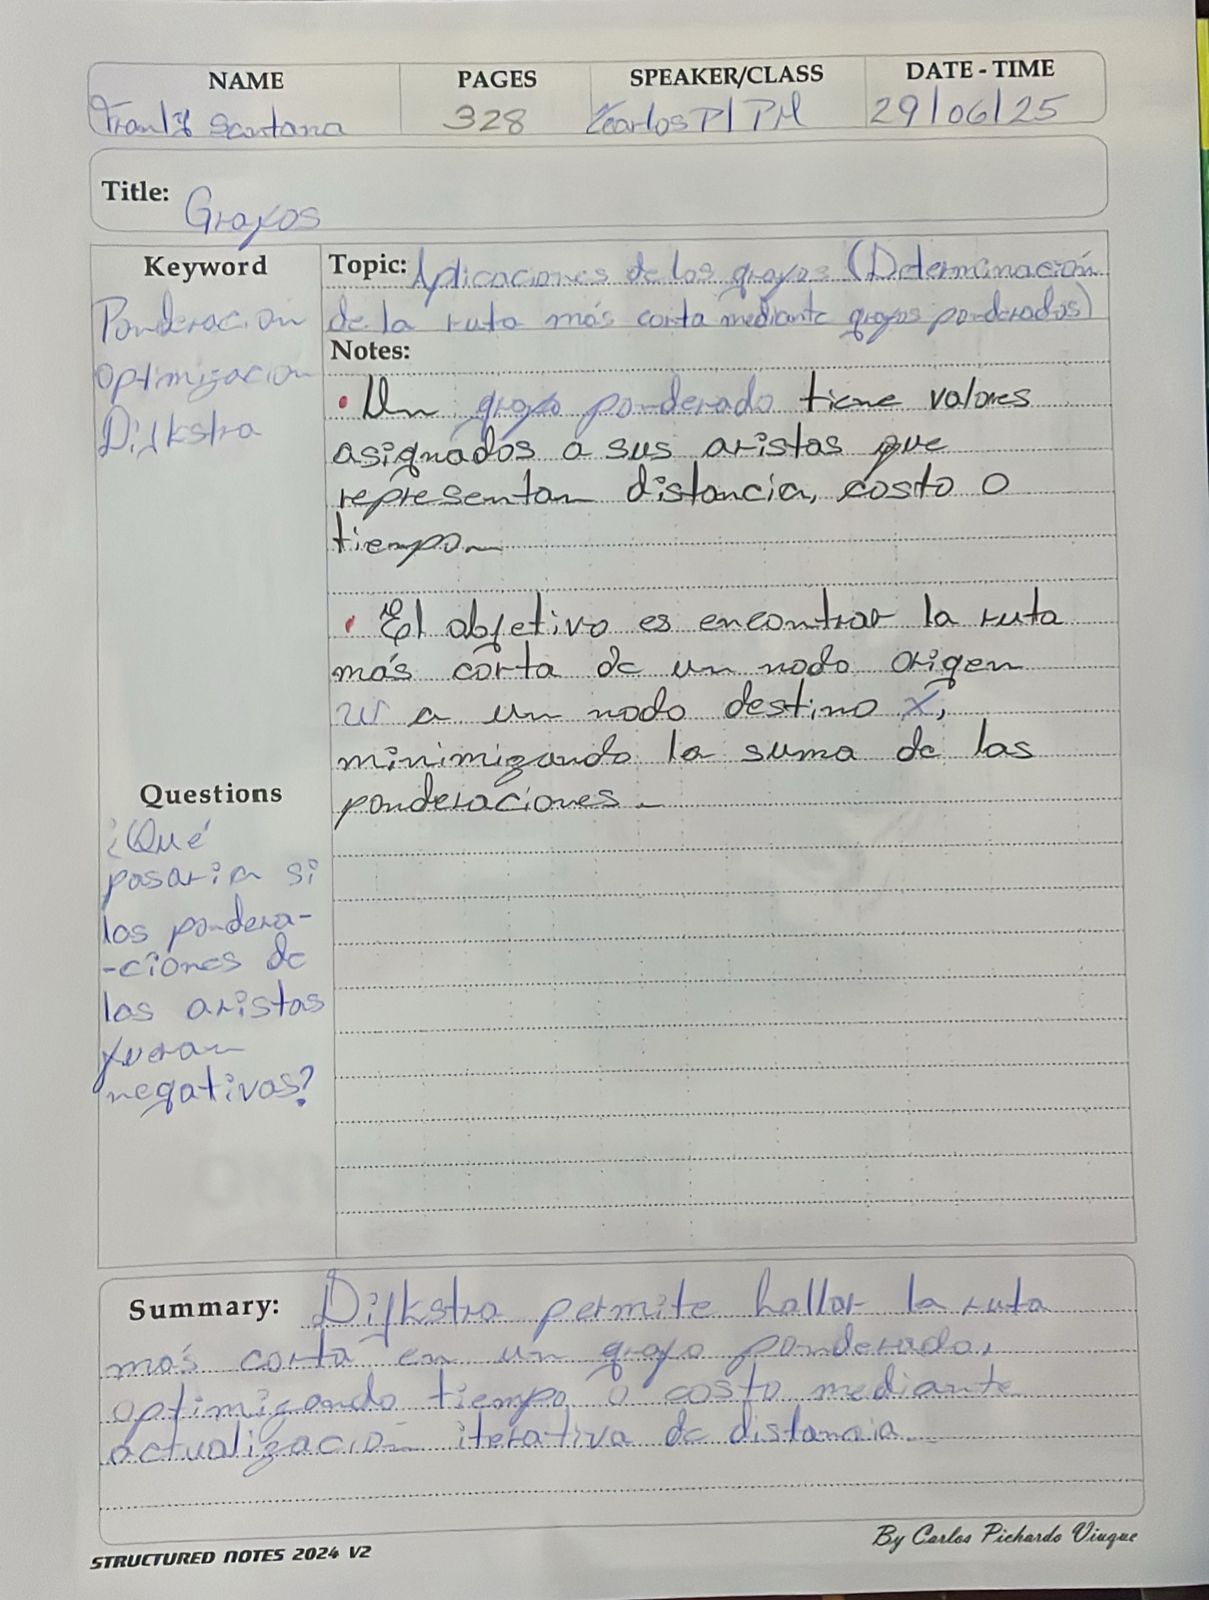 NAME PAGES SPEAKER/CLASS DATE - TIME
Santana 328 KcarlosP/PM 29/06/25
Title: Grafos
Keyword
Ponderación
Optimización
Dijkstra
Topic: Aplicaciones de los grafos (Determinación
de la ruta más corta mediante grafos ponderados)
Notes:
• Un grafo ponderado tiene valores
asignados a sus aristas que
representan distancia, costo o
tiempo.
• El objetivo es encontrar la ruta
más corta de un nodo origen
w a un nodo destino x,
minimizando la suma de las
ponderaciones.
Questions
¿Qué
pasaria si
las pondera-
-ciones de
las aristas
fueran
negativas?
Summary: Dijkstra permite hallar la ruta
más corta en un grafo ponderado,
optimizando tiempo o costo mediante
actualización iterativa de distancia
STRUCTURED NOTES 2024 V2
By Carlos Pichardo Viuque